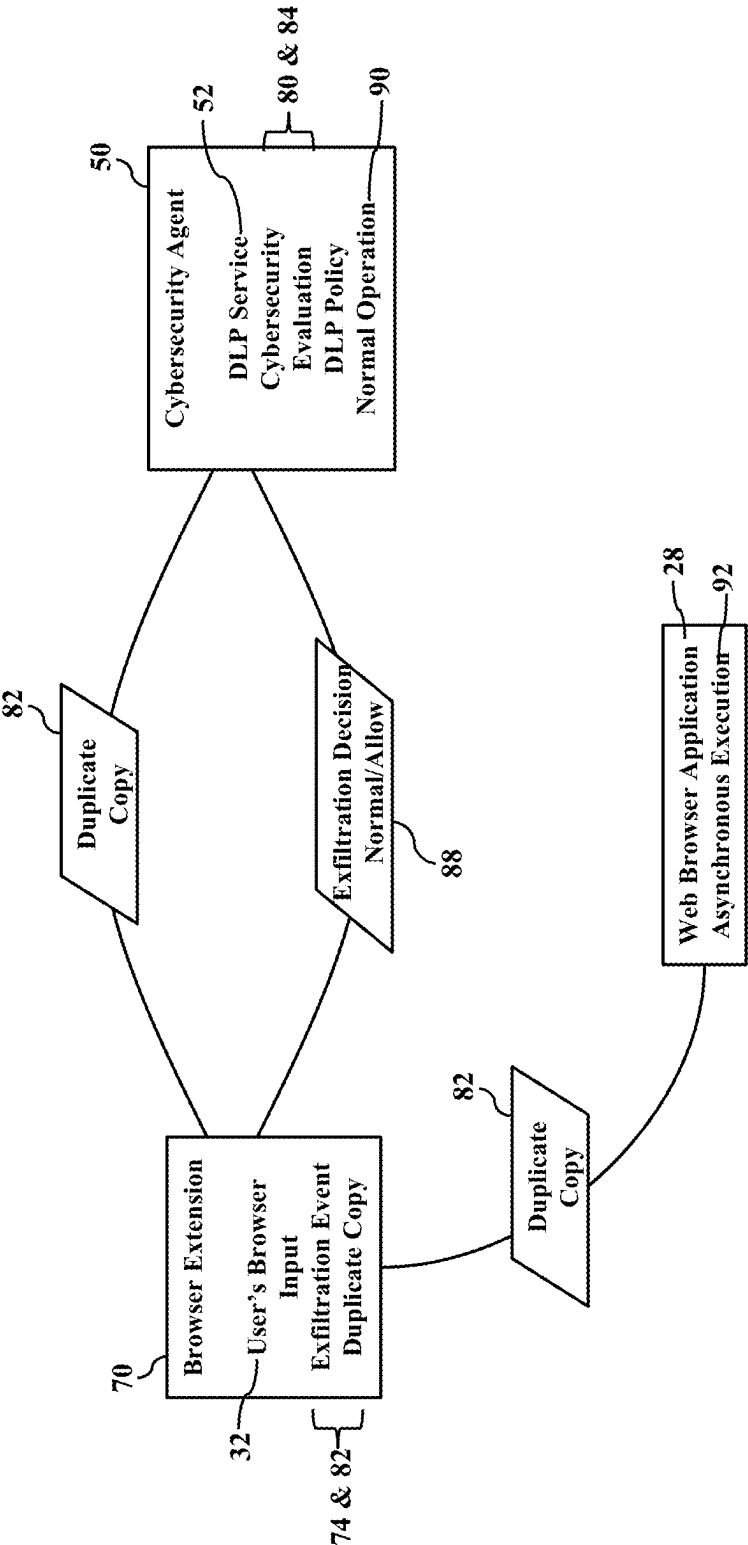 70
Browser Extension
32
User's Browser
Input
Exfiltration Event
Duplicate Copy
74 & 82
82
Duplicate
Copy
Exfiltration Decision
Normal/Allow
88
50
Cybersecurity Agent
52
DLP Service
Cybersecurity
Evaluation
80 & 84
DLP Policy
Normal Operation
90
82
Duplicate
Copy
28
Web Browser Application
Asynchronous Execution
92